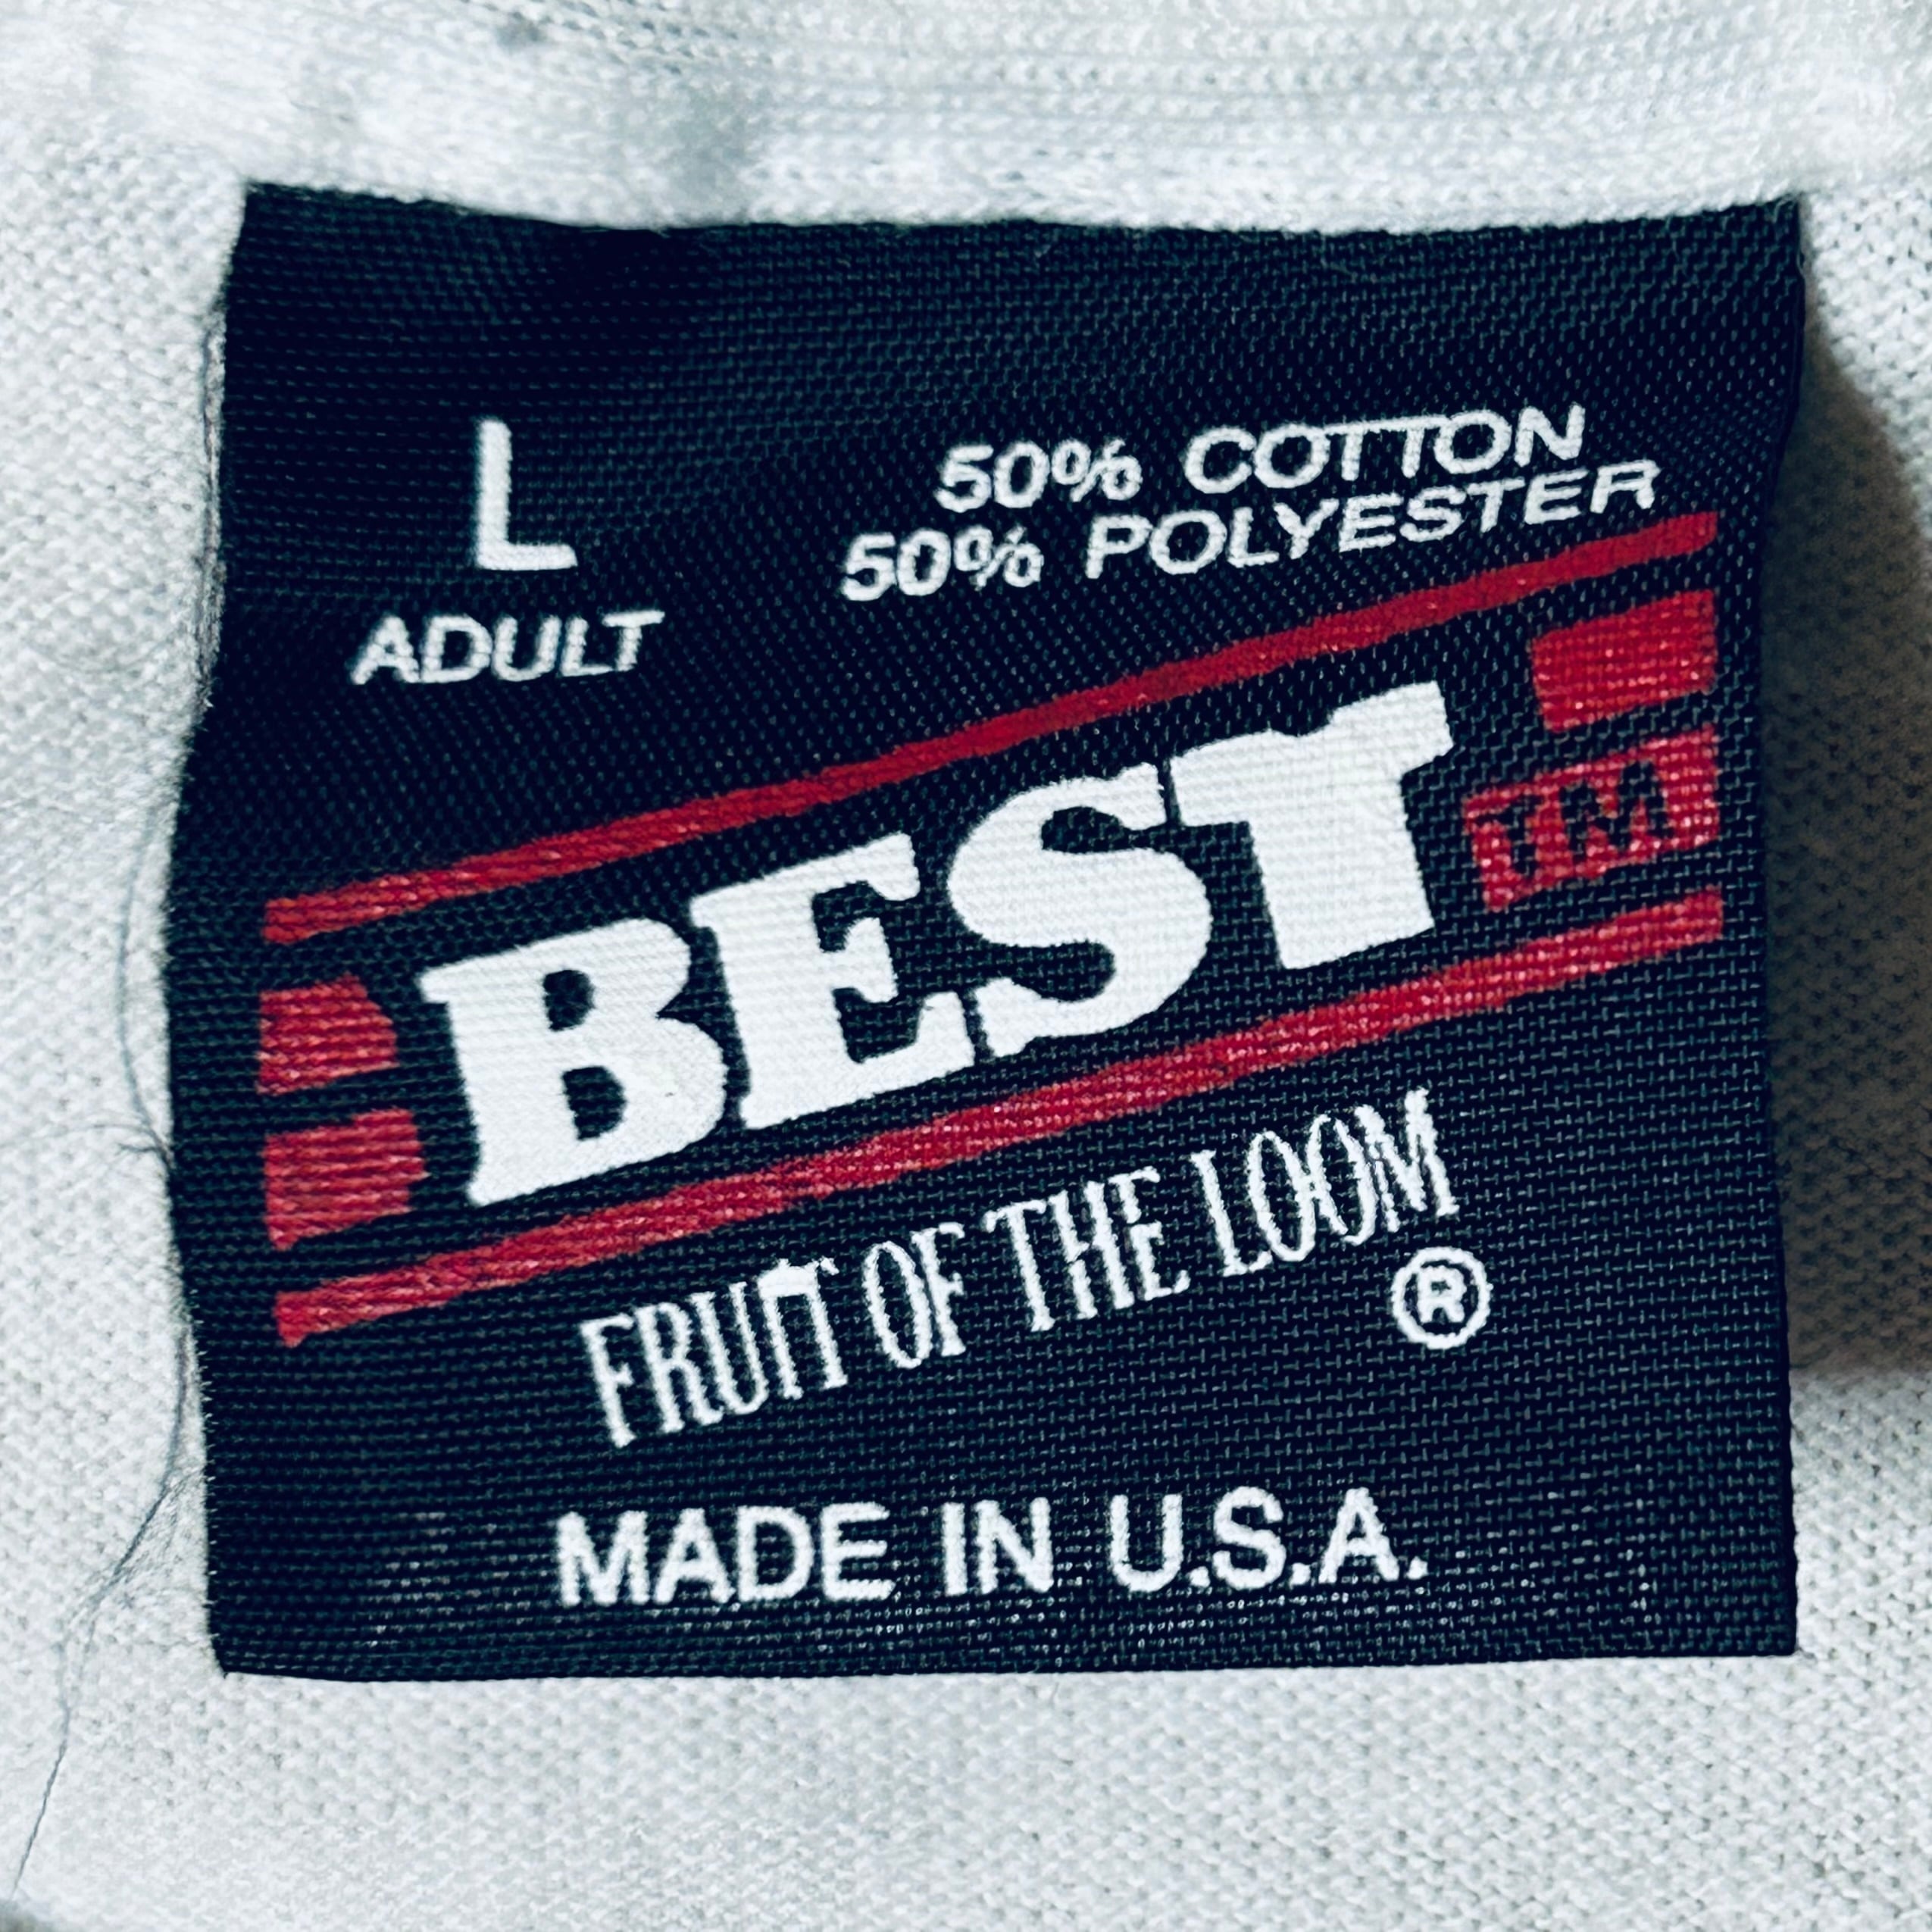 L
ADULT
50% COTTON
50% POLYESTER
BEST
TM
FRUIT OF THE LOOM
®
MADE IN U.S.A.